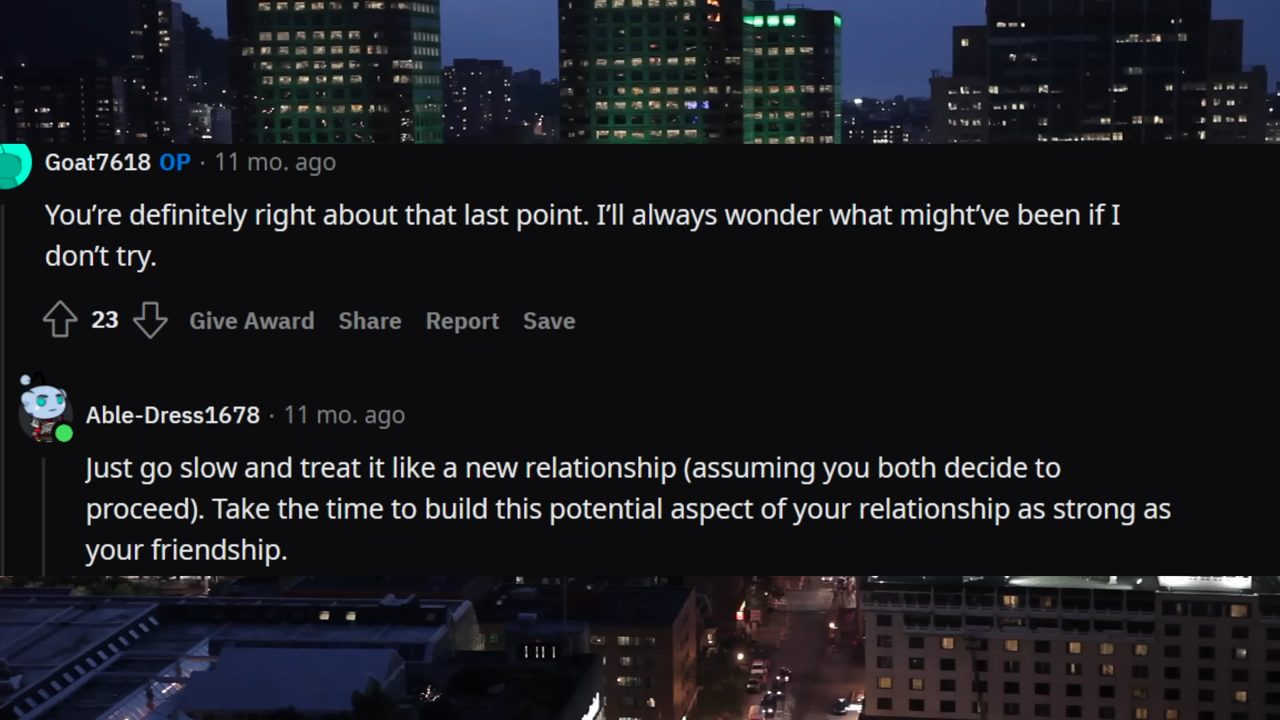 Goat7618 OP · 11 mo. ago
You’re definitely right about that last point. I’ll always wonder what might’ve been if I
don’t try.
23 Give Award Share Report Save
Able-Dress1678 · 11 mo. ago
Just go slow and treat it like a new relationship (assuming you both decide to
proceed). Take the time to build this potential aspect of your relationship as strong as
your friendship.